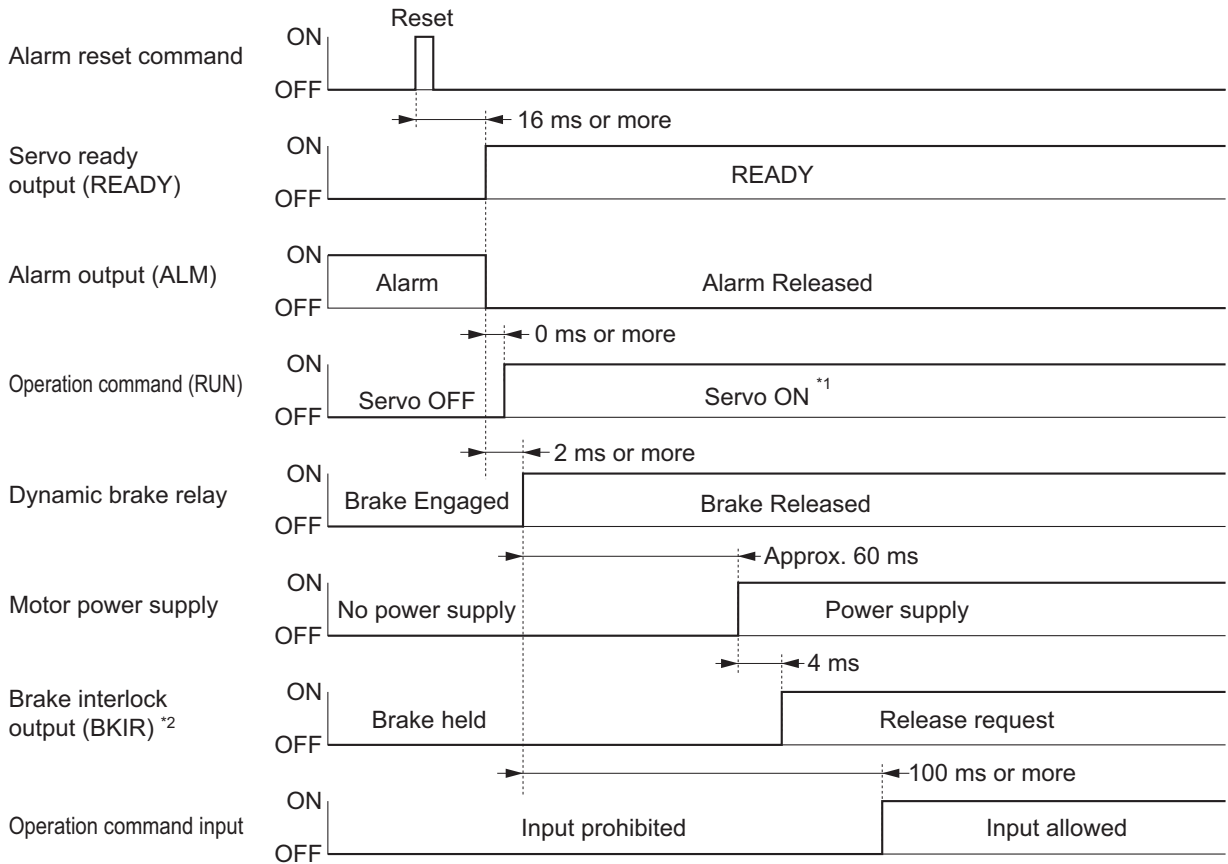 Reset
Alarm reset command
ON
OFF
16 ms or more
Servo ready
output (READY)
ON
OFF
READY
Alarm output (ALM)
ON
OFF
Alarm
Alarm Released
0 ms or more
Operation command (RUN)
ON
OFF
Servo OFF
Servo ON *1
2 ms or more
Dynamic brake relay
ON
OFF
Brake Engaged
Brake Released
Approx. 60 ms
Motor power supply
ON
OFF
No power supply
Power supply
4 ms
Brake interlock
output (BKIR) *2
ON
OFF
Brake held
Release request
100 ms or more
Operation command input
ON
OFF
Input prohibited
Input allowed